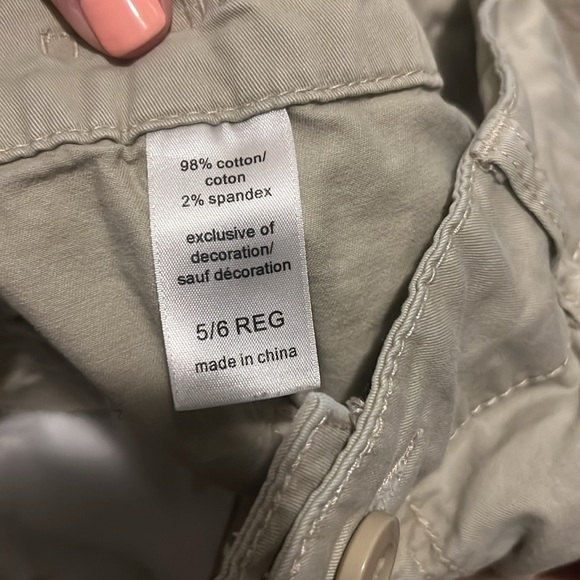 98% cotton/
coton
2% spandex
exclusive of
decoration/
sauf décoration
5/6 REG
made in china